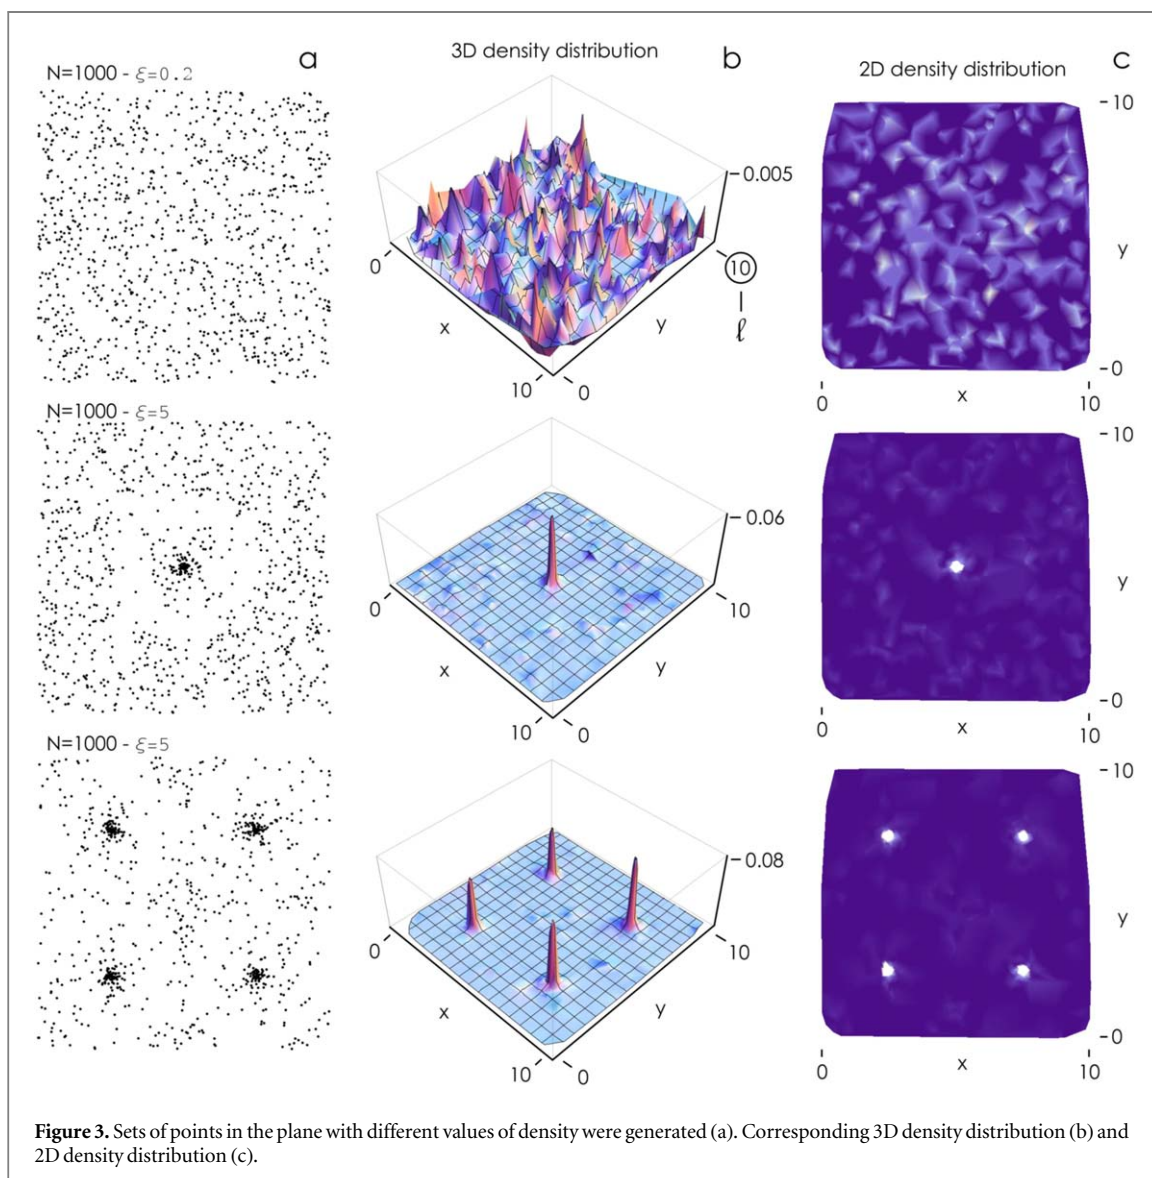 a
3D density distribution
b
2D density distribution
c
N=1000 - ξ=0.2
0.005
0
10
x
y
ℓ
10
0
10
y
0
0
x
10
N=1000 - ξ=5
0.06
0
10
x
y
10
0
10
y
0
0
x
10
N=1000 - ξ=5
0.08
0
10
x
y
10
0
10
y
0
0
x
10
Figure 3. Sets of points in the plane with different values of density were generated (a). Corresponding 3D density distribution (b) and
2D density distribution (c).